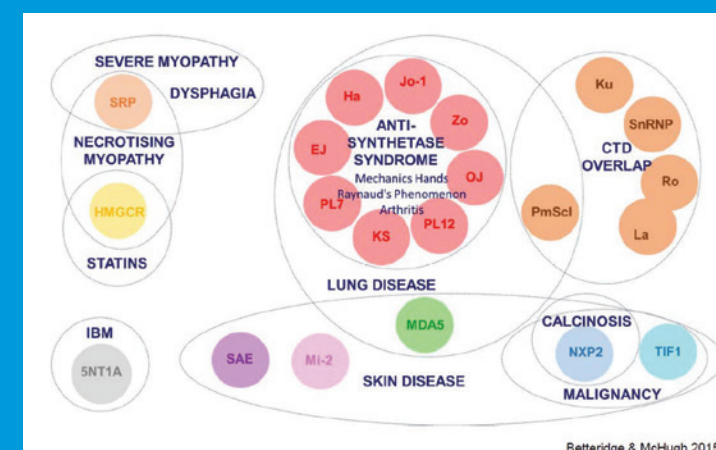 SEVERE MYOPATHY
SRP
DYSPHAGIA
NECROTISING
MYOPATHY
HMGCR
STATINS
IBM
5NT1A
Ha
Jo-1
Zo
EJ
ANTI-
SYNTHETASE
SYNDROME
Mechanics Hands
Raynaud's Phenomenon
Arthritis
OJ
PL7
KS
PL12
LUNG DISEASE
Ku
SnRNP
CTD
OVERLAP
Ro
PmScl
La
MDA5
SAE
Mi-2
SKIN DISEASE
CALCINOSIS
NXP2
TIF1
MALIGNANCY
Betteridge & McHugh 2015